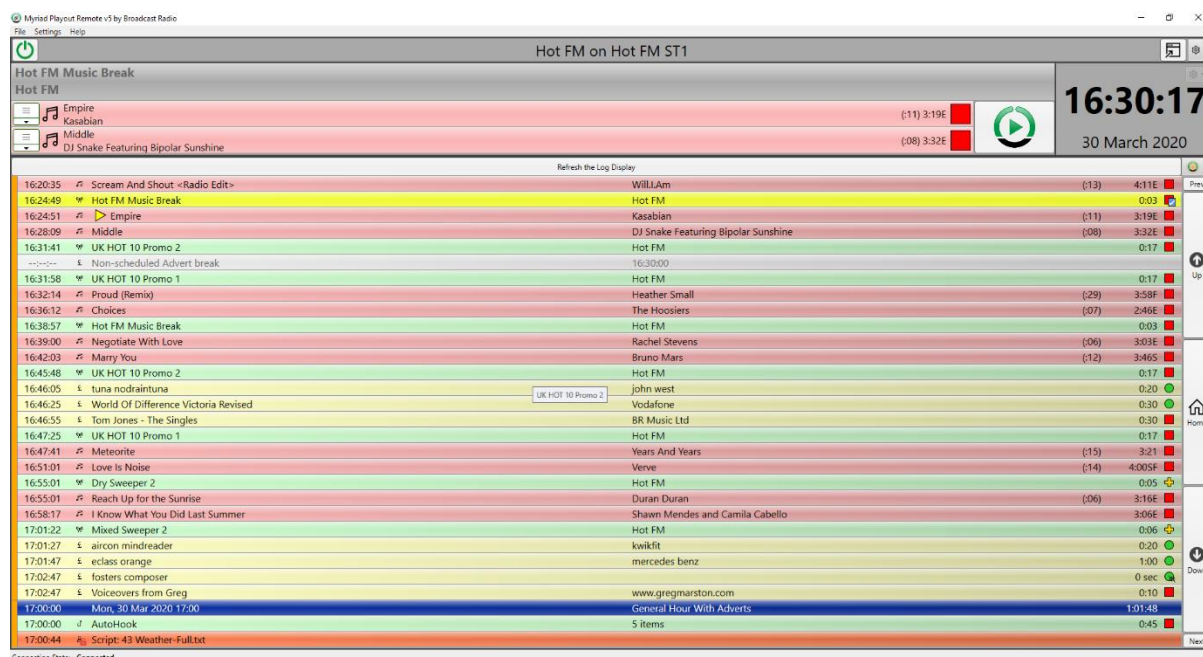 Myriad Playout Remote v5 by Broadcast Radio
File Settings Help
Hot FM on Hot FM ST1
Hot FM Music Break
Hot FM
16:30:17
30 March 2020
Empire
Kasabian
(:11) 3:19E
Middle
DJ Snake Featuring Bipolar Sunshine
(:08) 3:32E
Refresh the Log Display
16:20:35 Scream And Shout <Radio Edit> Will.I.Am (:13) 4:11E
16:24:49 Hot FM Music Break Hot FM 0:03
16:24:51 Empire Kasabian (:11) 3:19E
16:28:09 Middle DJ Snake Featuring Bipolar Sunshine (:08) 3:32E
16:31:41 UK HOT 10 Promo 2 Hot FM 0:17
--:--:-- £ Non-scheduled Advert break 16:30:00
16:31:58 UK HOT 10 Promo 1 Hot FM 0:17
16:32:14 Proud (Remix) Heather Small (:29) 3:58F
16:36:12 Choices The Hoosiers (:07) 2:46E
16:38:57 Hot FM Music Break Hot FM 0:03
16:39:00 Negotiate With Love Rachel Stevens (:06) 3:03E
16:42:03 Marry You Bruno Mars (:12) 3:46S
16:45:48 UK HOT 10 Promo 2 Hot FM 0:17
16:46:05 £ tuna nodraintuna john west 0:20
UK HOT 10 Promo 2
16:46:25 £ World Of Difference Victoria Revised Vodafone 0:30
16:46:55 £ Tom Jones - The Singles BR Music Ltd 0:30
16:47:25 UK HOT 10 Promo 1 Hot FM 0:17
16:47:41 Meteorite Years And Years (:15) 3:21
16:51:01 Love Is Noise Verve (:14) 4:00SF
16:55:01 Dry Sweeper 2 Hot FM 0:05
16:55:01 Reach Up for the Sunrise Duran Duran (:06) 3:16E
16:58:17 I Know What You Did Last Summer Shawn Mendes and Camila Cabello 3:06E
17:01:22 Mixed Sweeper 2 Hot FM 0:06
17:01:27 £ aircon mindreader kwikfit 0:20
17:01:47 £ eclass orange mercedes benz 1:00
17:02:47 £ fosters composer 0 sec
17:02:47 £ Voiceovers from Greg www.gregmarston.com 0:10
17:00:00 Mon, 30 Mar 2020 17:00 General Hour With Adverts 1:01:48
17:00:00 AutoHook 5 items 0:45
17:00:44 Script: 43 Weather-Full.txt
Prev
Up
Hom
Dow
Next